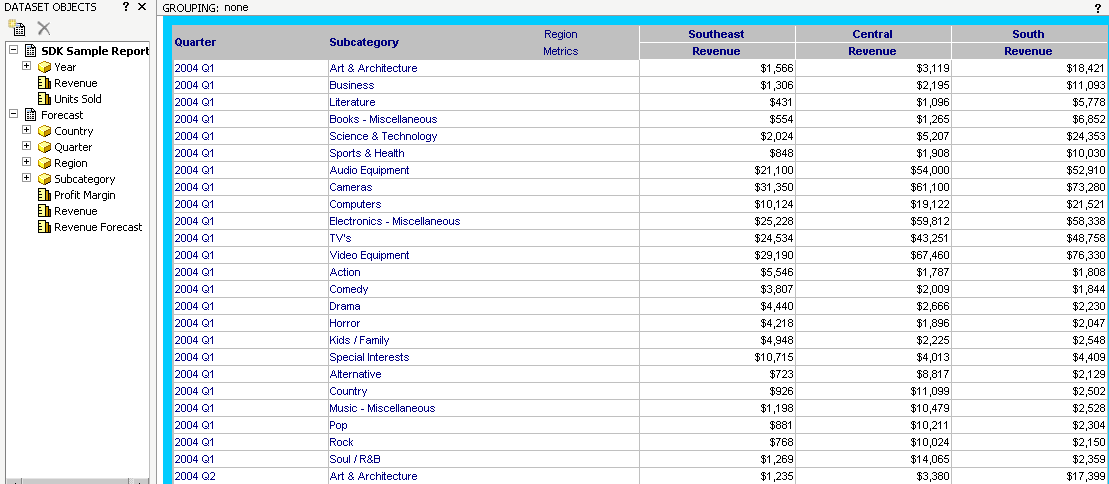 DATASET OBJECTS ? ×
SDK Sample Report
Year
Revenue
Units Sold
Forecast
Country
Quarter
Region
Subcategory
Profit Margin
Revenue
Revenue Forecast
GROUPING: none ?
Quarter Subcategory Region Southeast Central South
Metrics Revenue Revenue Revenue
2004 Q1 Art & Architecture $1,566 $3,119 $18,421
2004 Q1 Business $1,306 $2,195 $11,093
2004 Q1 Literature $431 $1,096 $5,778
2004 Q1 Books - Miscellaneous $554 $1,265 $6,852
2004 Q1 Science & Technology $2,024 $5,207 $24,353
2004 Q1 Sports & Health $848 $1,908 $10,030
2004 Q1 Audio Equipment $21,100 $54,000 $52,910
2004 Q1 Cameras $31,350 $61,100 $73,280
2004 Q1 Computers $10,124 $19,122 $21,521
2004 Q1 Electronics - Miscellaneous $25,228 $59,812 $58,338
2004 Q1 TV's $24,534 $43,251 $48,758
2004 Q1 Video Equipment $29,190 $67,460 $76,330
2004 Q1 Action $5,546 $1,787 $1,808
2004 Q1 Comedy $3,807 $2,009 $1,844
2004 Q1 Drama $4,440 $2,666 $2,230
2004 Q1 Horror $4,218 $1,896 $2,047
2004 Q1 Kids / Family $4,948 $2,225 $2,548
2004 Q1 Special Interests $10,715 $4,013 $4,409
2004 Q1 Alternative $723 $8,817 $2,129
2004 Q1 Country $926 $11,099 $2,502
2004 Q1 Music - Miscellaneous $1,198 $10,479 $2,528
2004 Q1 Pop $881 $10,211 $2,304
2004 Q1 Rock $768 $10,024 $2,150
2004 Q1 Soul / R&B $1,269 $14,065 $2,359
2004 Q2 Art & Architecture $1,235 $3,380 $17,399